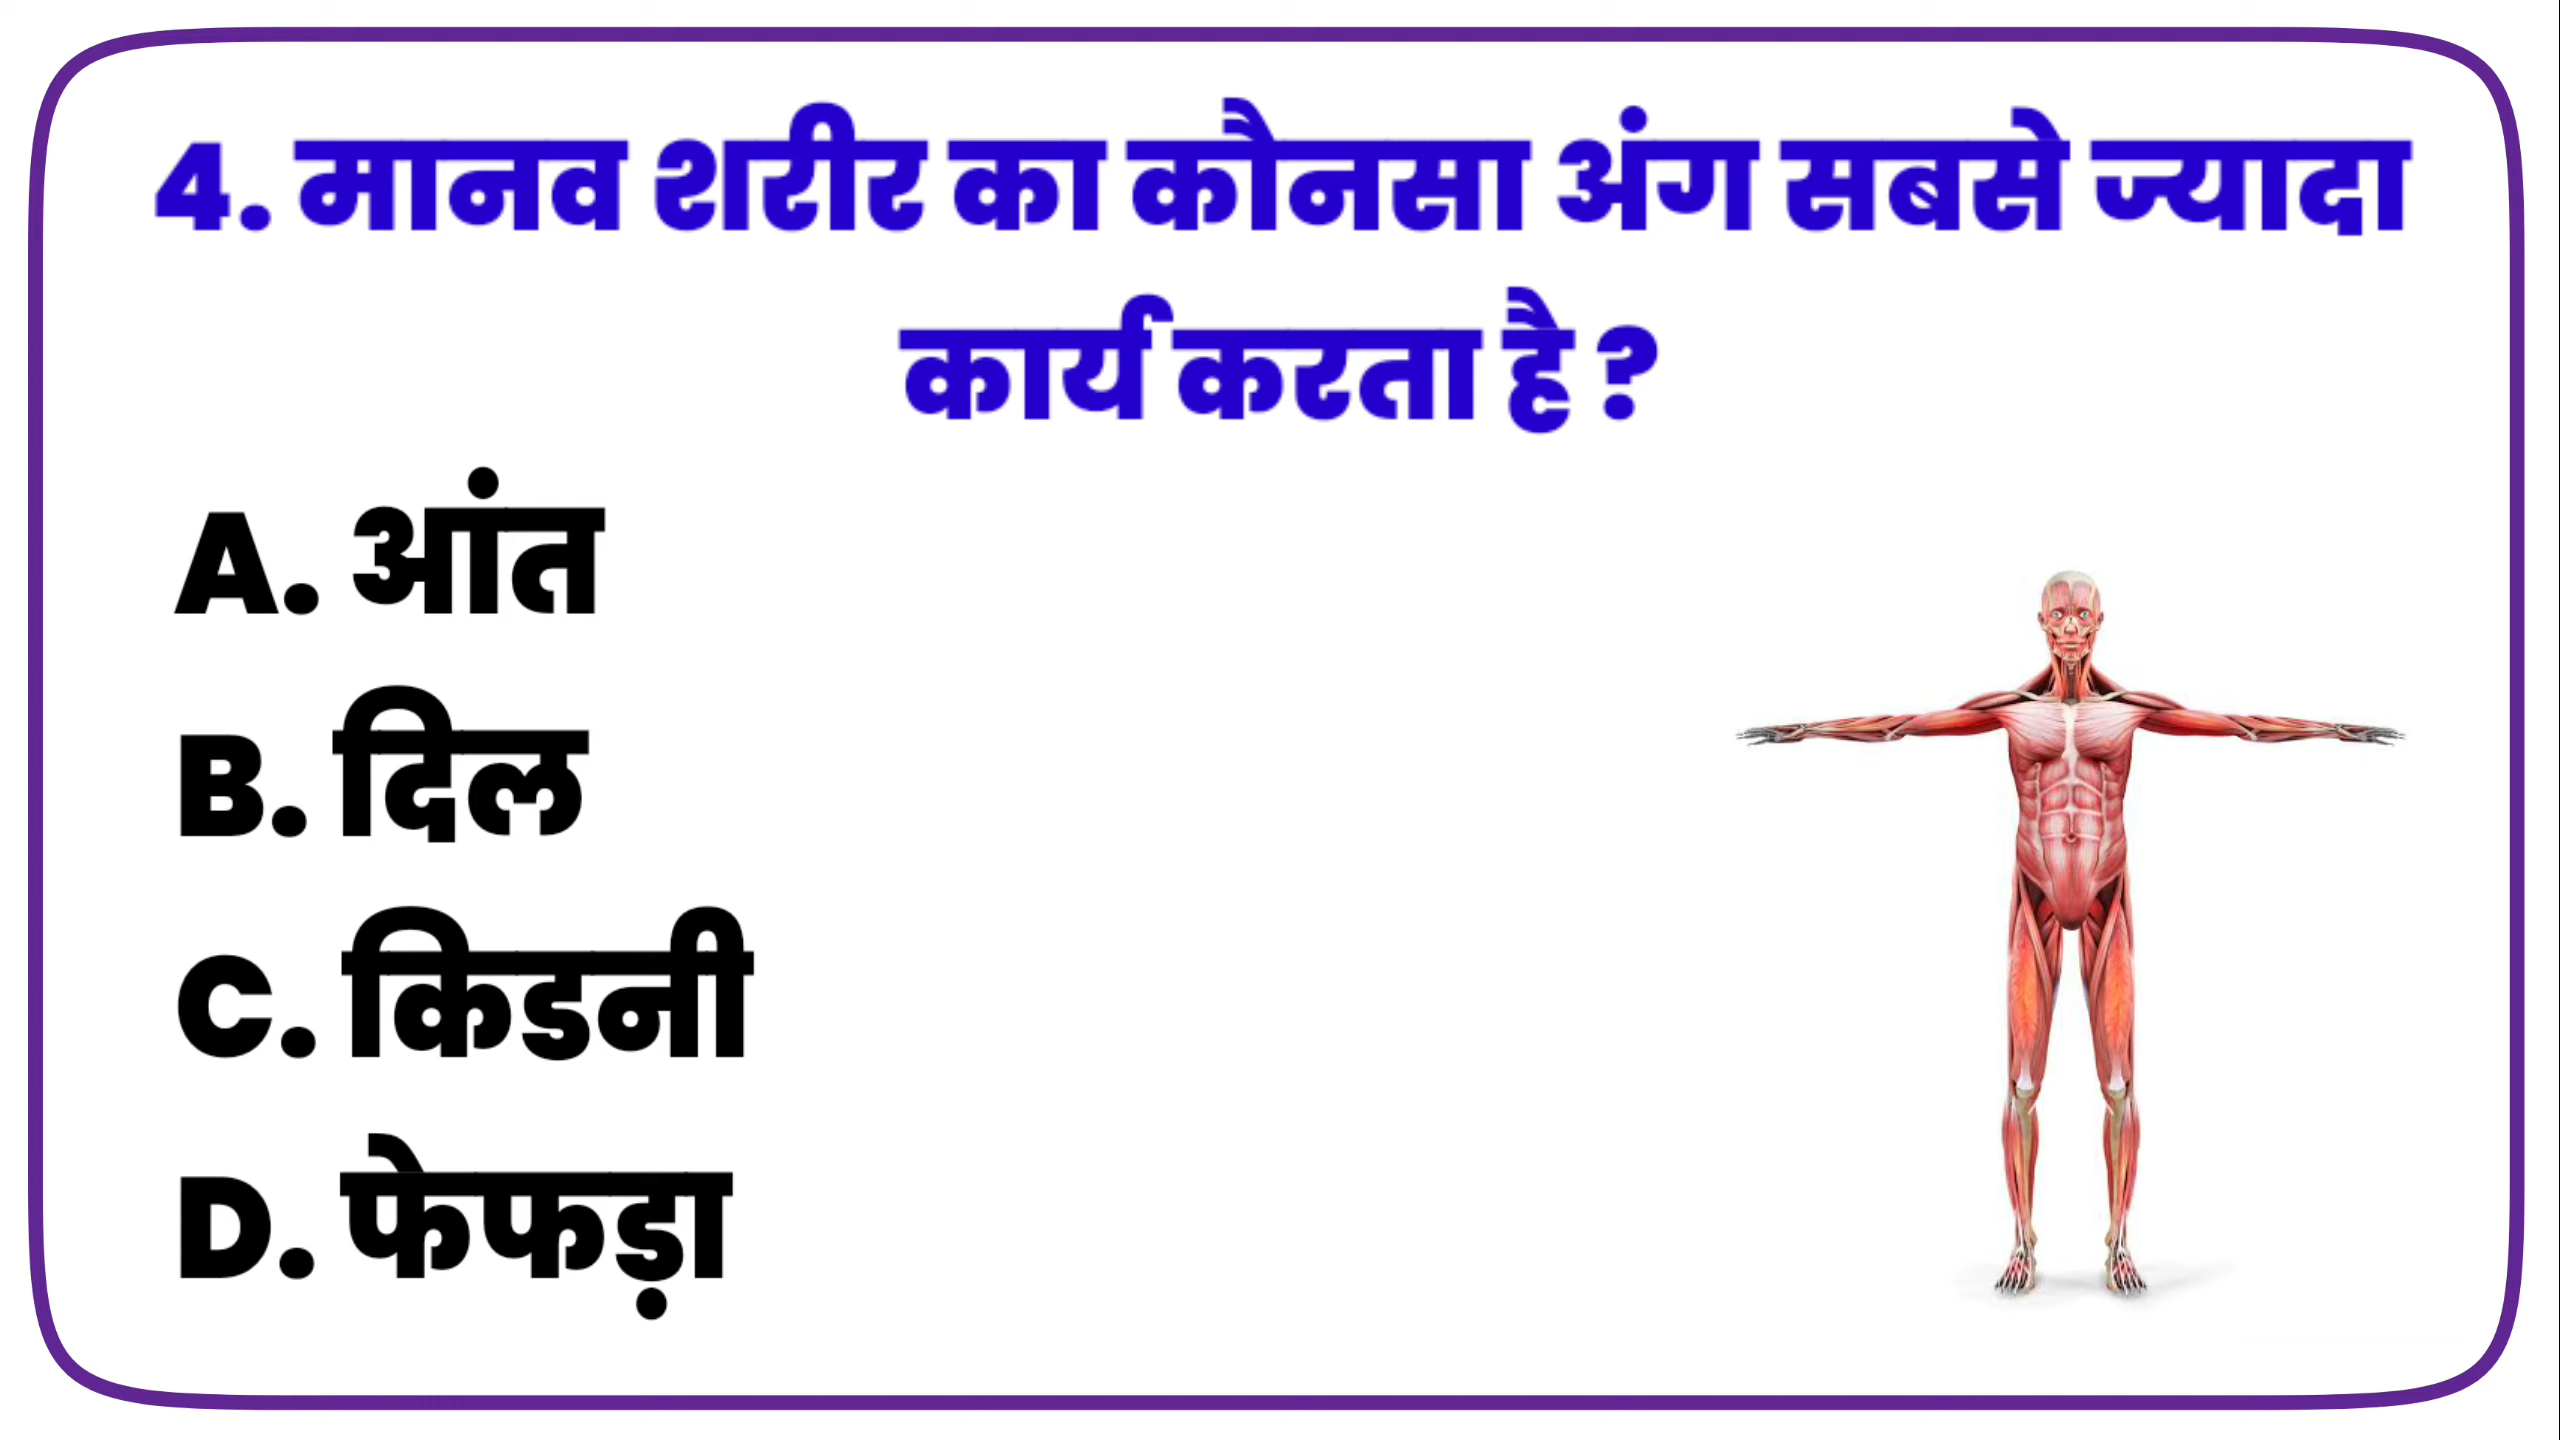 4. मानव शरीर का कौनसा अंग सबसे ज्यादा
कार्य करता है ?
A. आंत
B. दिल
C. किडनी
D. फेफड़ा